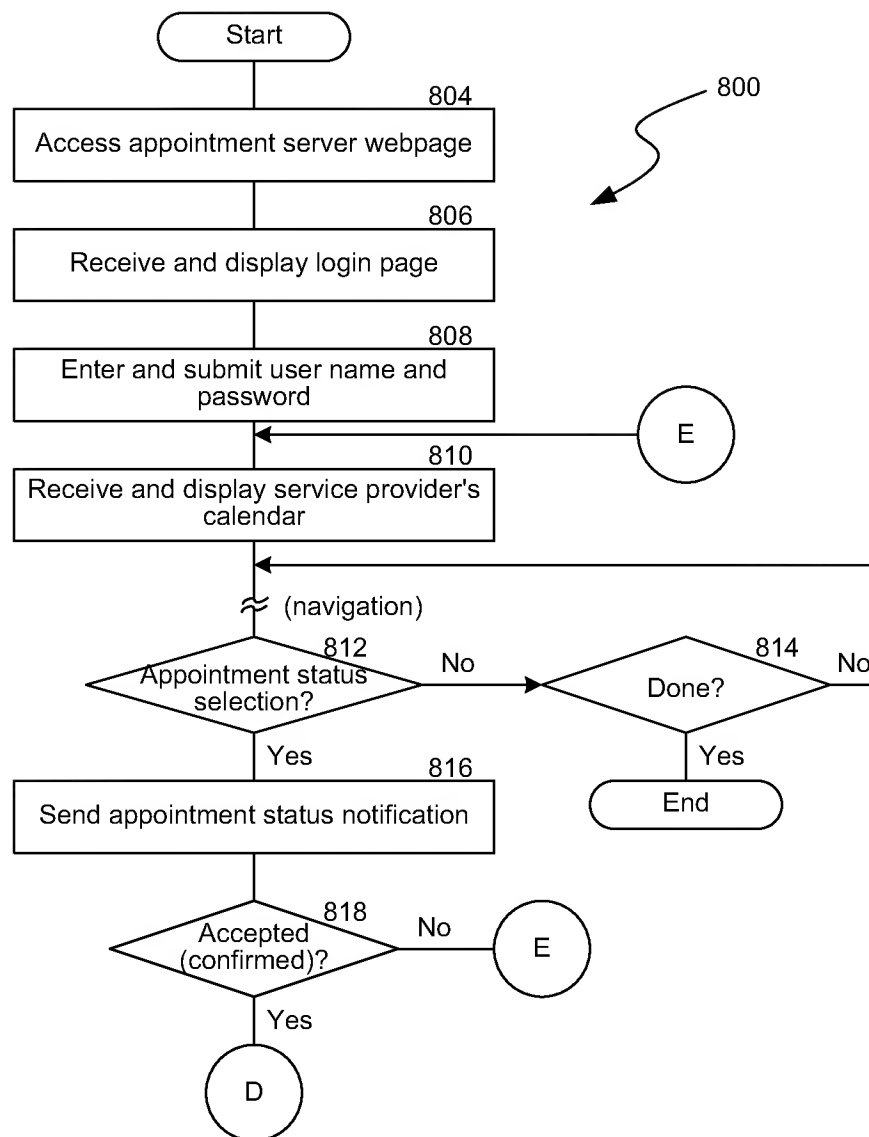 Start
800
804
Access appointment server webpage
806
Receive and display login page
808
Enter and submit user name and
password
E
810
Receive and display service provider's
calendar
(navigation)
812
Appointment status
selection?
No
814
Done?
No
Yes
Yes
816
Send appointment status notification
End
818
Accepted
(confirmed)?
No
E
Yes
D